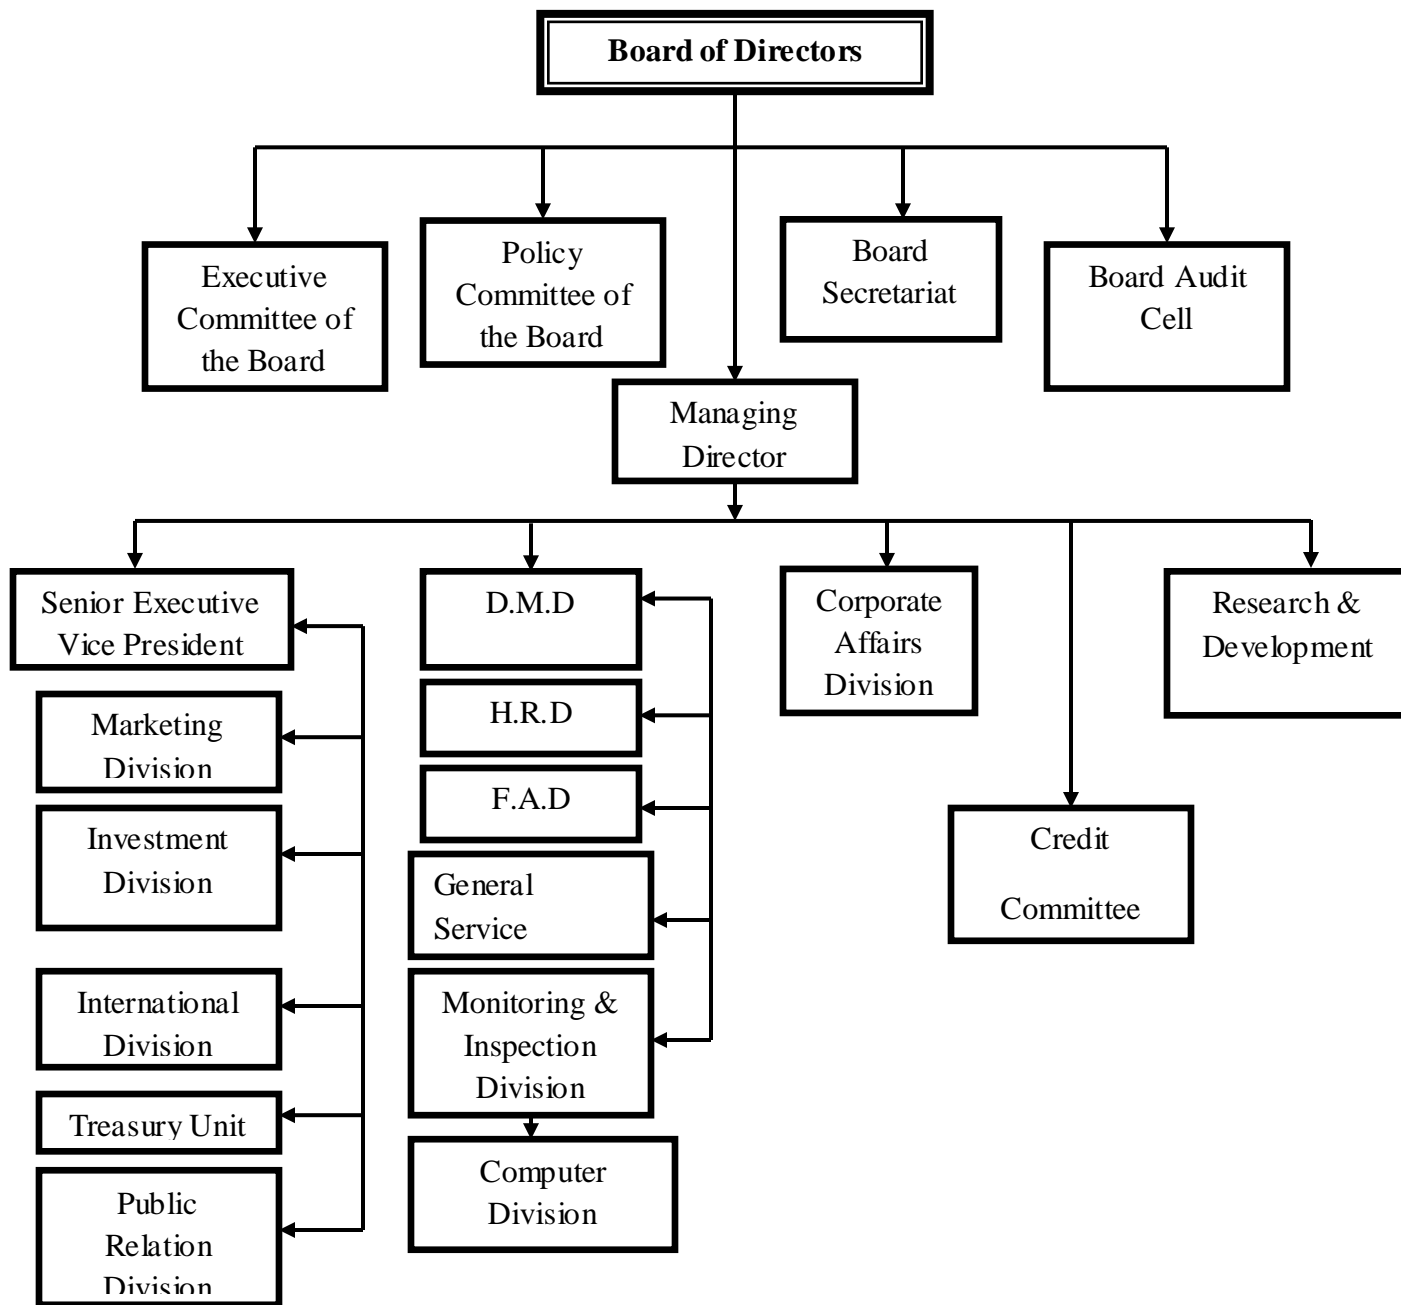 Board of Directors
Executive
Committee of
the Board
Policy
Committee of
the Board
Board
Secretariat
Board Audit
Cell
Managing
Director
Senior Executive
Vice President
D.M.D
Corporate
Affairs
Division
Research &
Development
Marketing
Division
H.R.D
F.A.D
Investment
Division
General
Service
Credit
Committee
International
Division
Monitoring &
Inspection
Division
Treasury Unit
Computer
Division
Public
Relation
Division